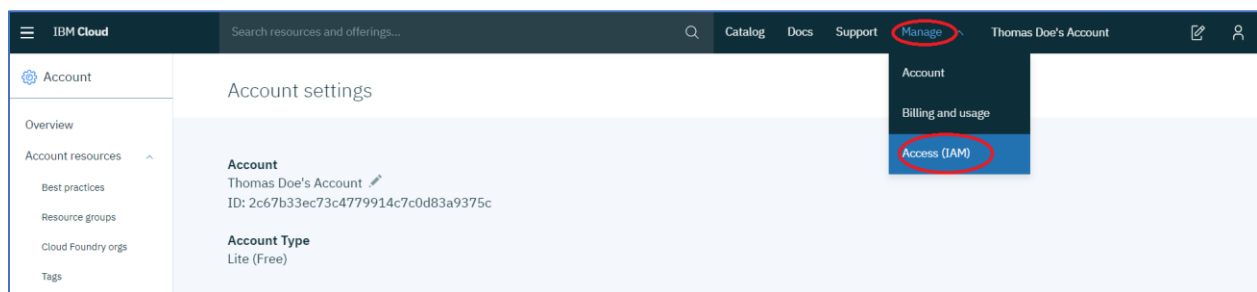 IBM Cloud
Search resources and offerings...
Catalog Docs Support Manage Thomas Doe's Account
Account
Account settings
Account
Billing and usage
Access (IAM)
Overview
Account resources
Best practices
Resource groups
Cloud Foundry orgs
Tags
Account
Thomas Doe's Account
ID: 2c67b33ec73c4779914c7c0d83a9375c
Account Type
Lite (Free)